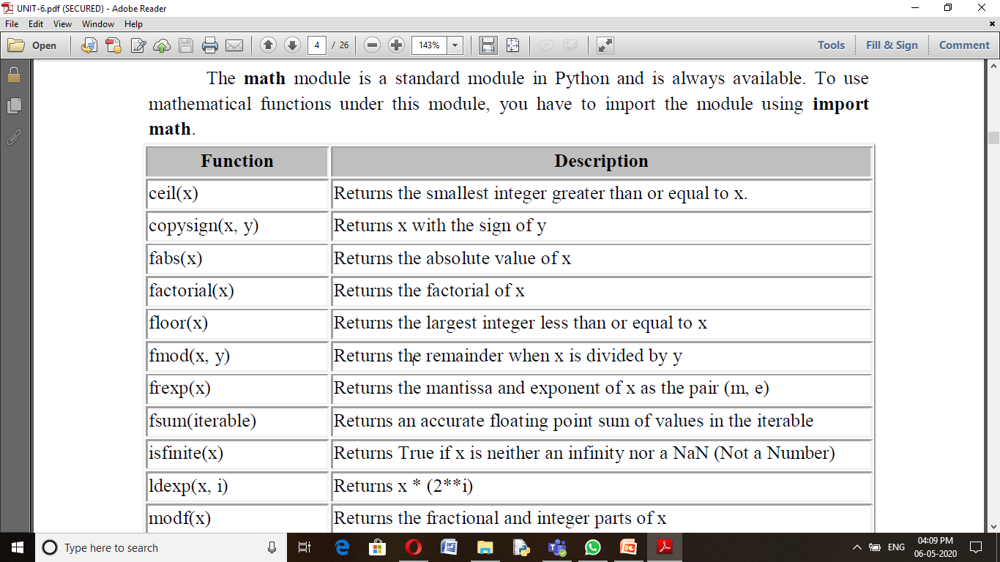 UNIT-6.pdf (SECURED) - Adobe Reader
File Edit View Window Help
Open 4 / 26 143% Tools Fill & Sign Comment
The math module is a standard module in Python and is always available. To use
mathematical functions under this module, you have to import the module using import
math.
Function Description
ceil(x) Returns the smallest integer greater than or equal to x.
copysign(x, y) Returns x with the sign of y
fabs(x) Returns the absolute value of x
factorial(x) Returns the factorial of x
floor(x) Returns the largest integer less than or equal to x
fmod(x, y) Returns the remainder when x is divided by y
frexp(x) Returns the mantissa and exponent of x as the pair (m, e)
fsum(iterable) Returns an accurate floating point sum of values in the iterable
isfinite(x) Returns True if x is neither an infinity nor a NaN (Not a Number)
ldexp(x, i) Returns x * (2**i)
modf(x) Returns the fractional and integer parts of x
Type here to search ENG 04:09 PM
06-05-2020